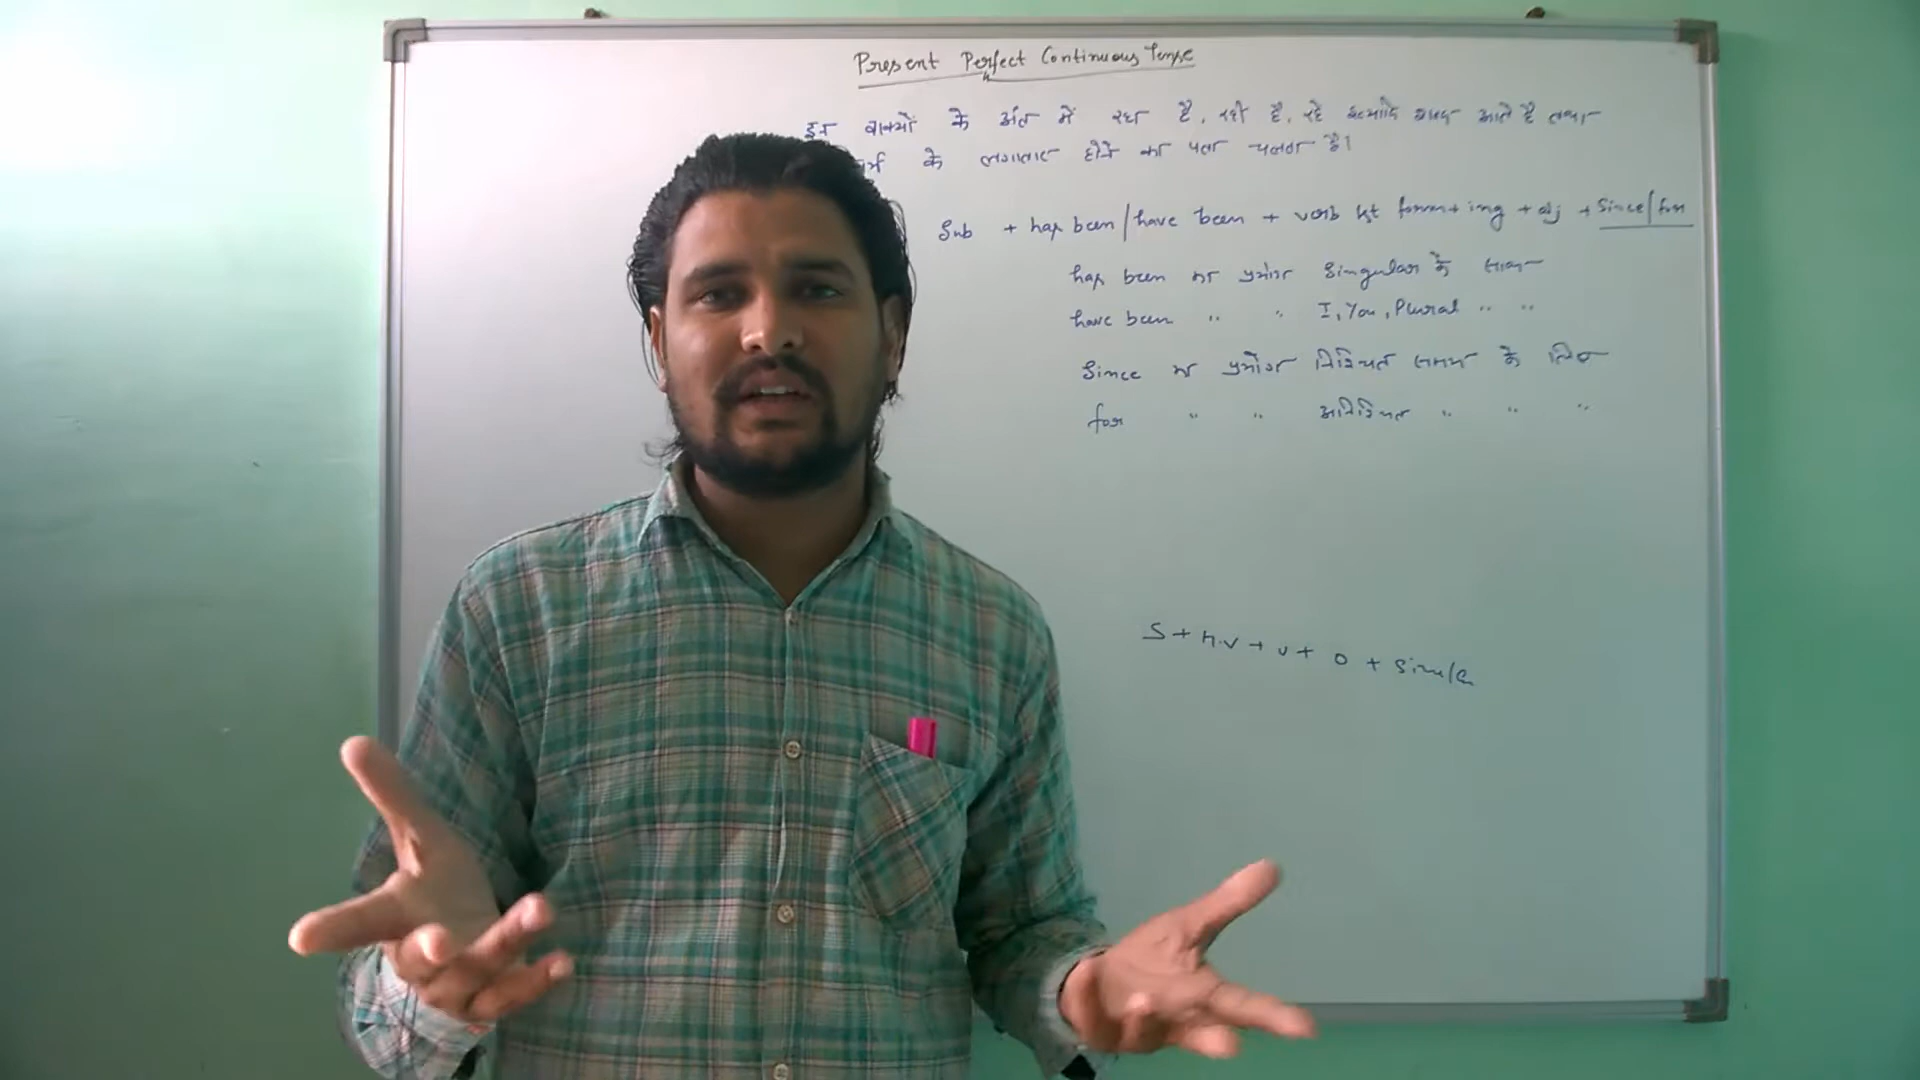 Present Perfect Continuous Tense
इन वाक्यों के अंत में रहा है, रही है, रहे इत्यादि शब्द आते है तथा
के लगातार होने का पता चलता है।
Sub + has been / have been + verb Ist form + ing + obj + Since / for
has been का प्रयोग Singular के साथ
have been " " I, You, Plural " "
Since का प्रयोग निश्चित समय के लिए
for " " अनिश्चित " " "
S + H.V + V + O + Since/